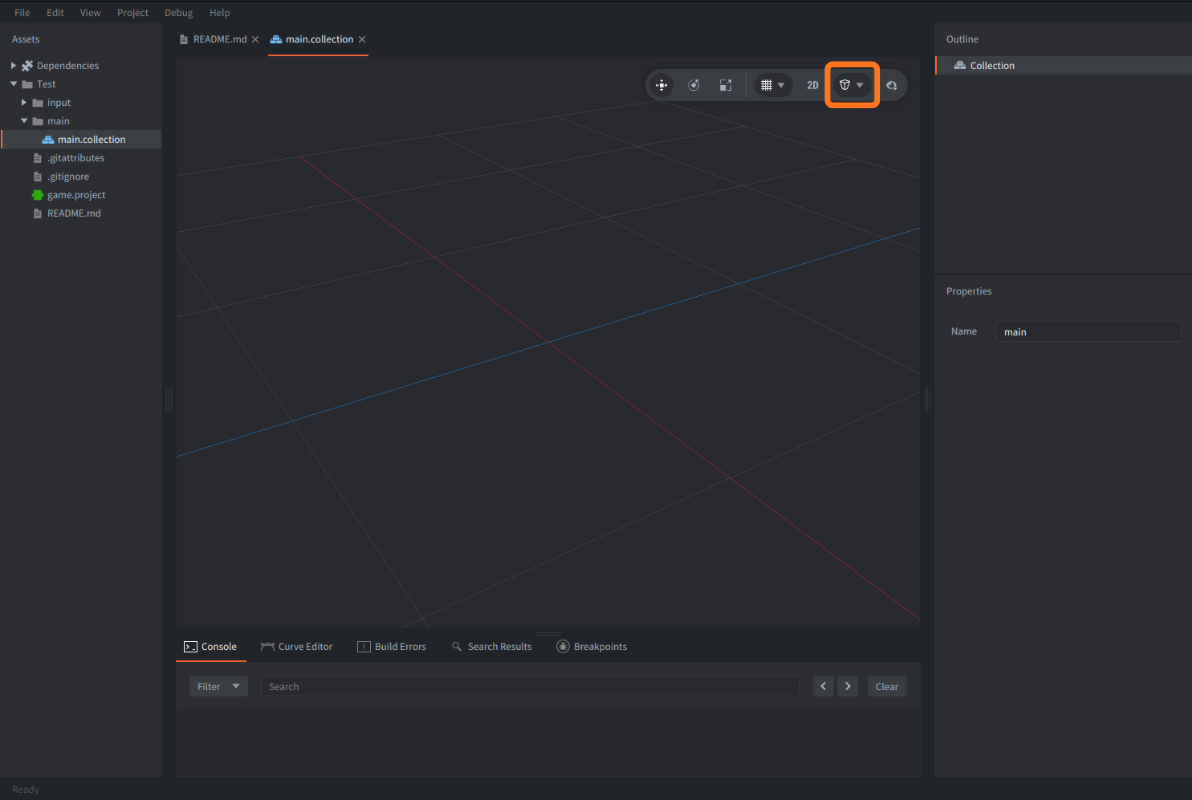 File Edit View Project Debug Help
Assets
Dependencies
Test
input
main
main.collection
.gitattributes
.gitignore
game.project
README.md
README.md main.collection
2D
Console Curve Editor Build Errors Search Results Breakpoints
Filter Search Clear
Outline
Collection
Properties
Name main
Ready